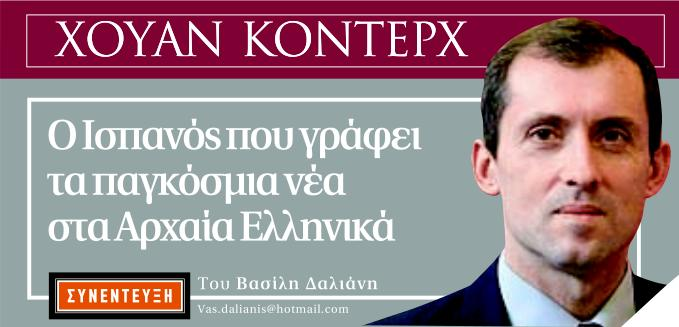 ΧΟΥΑΝ ΚΟΝΤΕΡΧ
Ο Ισπανός που γράφει
τα παγκόσμια νέα
στα Αρχαία Ελληνικά
ΣΥΝΕΝΤΕΥΞΗ
Του Βασίλη Δαλιάνη
Vas.dalianis@hotmail.com